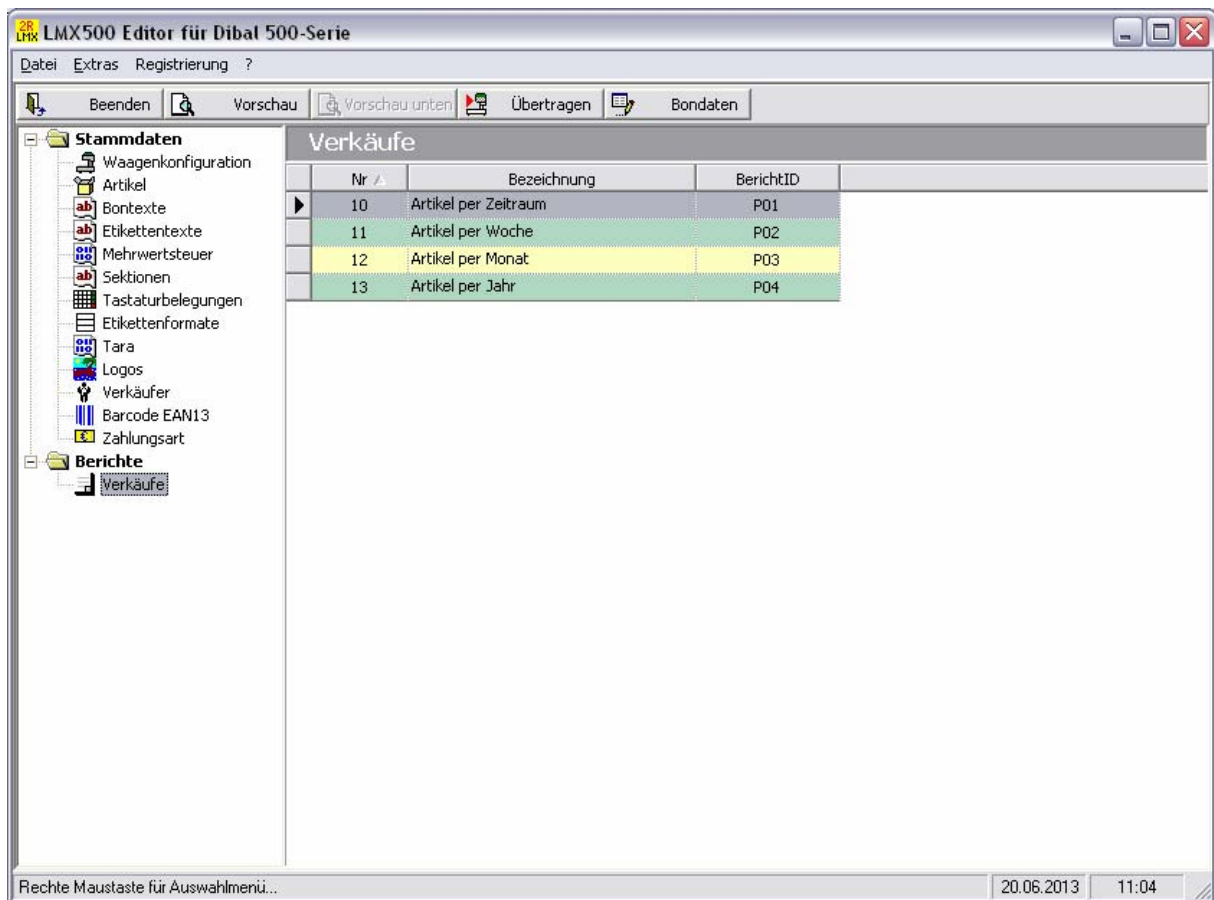 2R
LMX
LMX500 Editor für Dibal 500-Serie
Datei Extras Registrierung ?
Beenden Vorschau Vorschau unten Übertragen Bondaten
Stammdaten
Waagenkonfiguration
Artikel
Bontexte
Etikettentexte
Mehrwertsteuer
Sektionen
Tastaturbelegungen
Etikettenformate
Tara
Logos
Verkäufer
Barcode EAN13
Zahlungsart
Berichte
Verkäufe
Verkäufe
Nr Bezeichnung BerichtID
10 Artikel per Zeitraum P01
11 Artikel per Woche P02
12 Artikel per Monat P03
13 Artikel per Jahr P04
Rechte Maustaste für Auswahlmenü... 20.06.2013 11:04